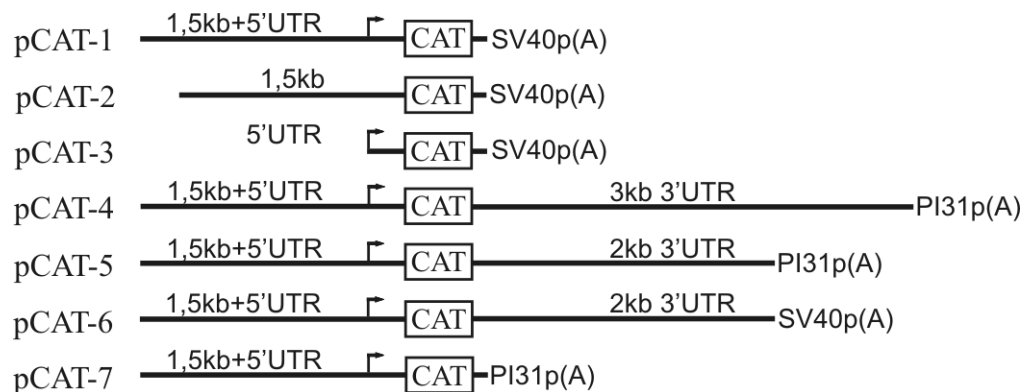 1,5kb+5'UTR
pCAT-1 CAT SV40p(A)
1,5kb
pCAT-2 CAT SV40p(A)
5'UTR
pCAT-3 CAT SV40p(A)
1,5kb+5'UTR 3kb 3'UTR
pCAT-4 CAT PI31p(A)
1,5kb+5'UTR 2kb 3'UTR
pCAT-5 CAT PI31p(A)
1,5kb+5'UTR 2kb 3'UTR
pCAT-6 CAT SV40p(A)
1,5kb+5'UTR
pCAT-7 CAT PI31p(A)